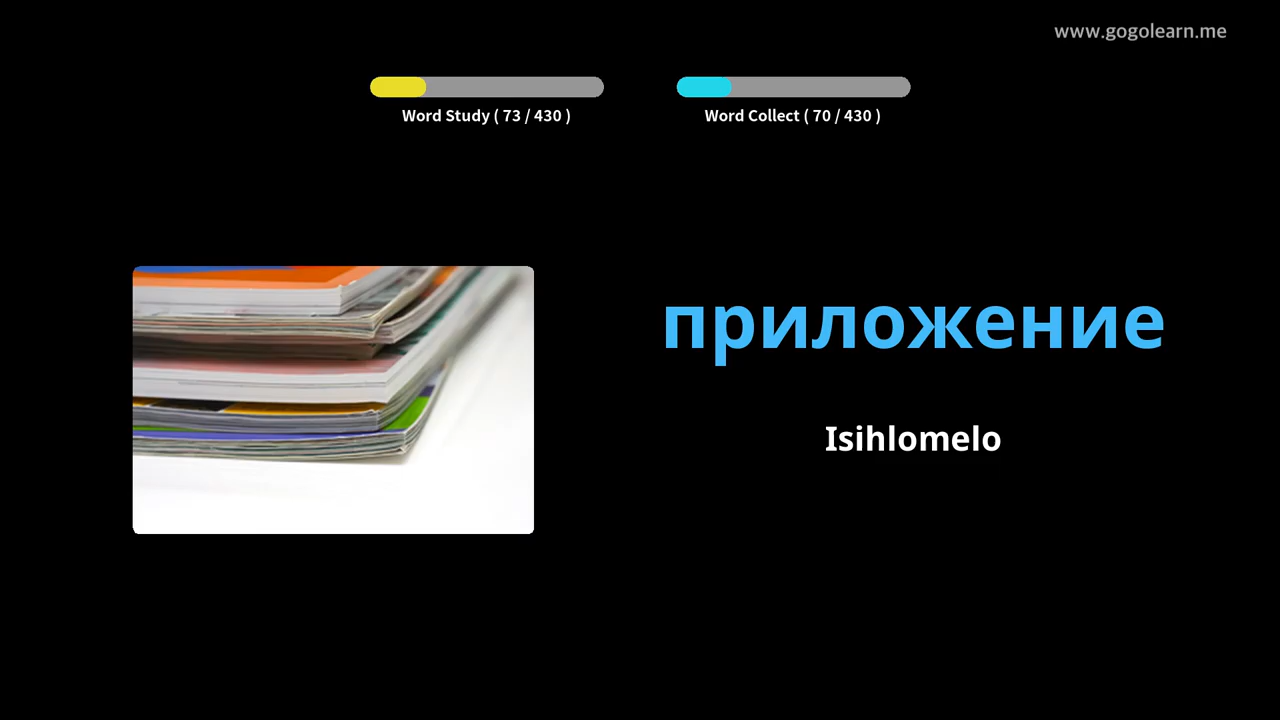 www.gogolearn.me
Word Study ( 73 / 430 )
Word Collect ( 70 / 430 )
приложение
Isihlomelo